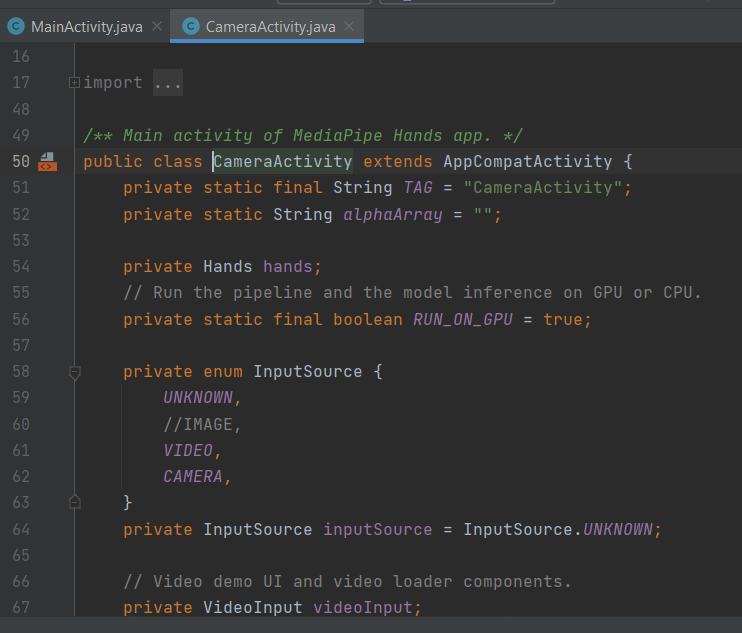 MainActivity.java CameraActivity.java
16
17 import ...
48
49 /** Main activity of MediaPipe Hands app. */
50 public class CameraActivity extends AppCompatActivity {
51 private static final String TAG = "CameraActivity";
52 private static String alphaArray = "";
53
54 private Hands hands;
55 // Run the pipeline and the model inference on GPU or CPU.
56 private static final boolean RUN_ON_GPU = true;
57
58 private enum InputSource {
59 UNKNOWN,
60 //IMAGE,
61 VIDEO,
62 CAMERA,
63 }
64 private InputSource inputSource = InputSource.UNKNOWN;
65
66 // Video demo UI and video loader components.
67 private VideoInput videoInput;